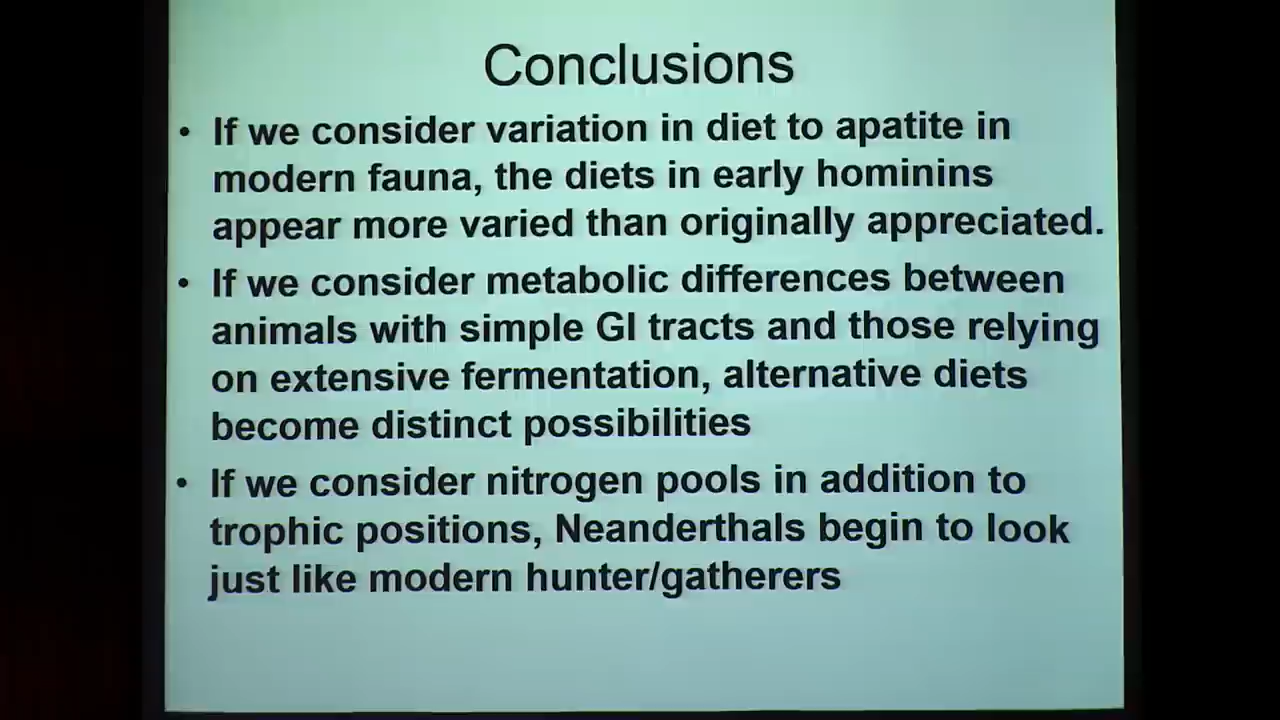 Conclusions
• If we consider variation in diet to apatite in
modern fauna, the diets in early hominins
appear more varied than originally appreciated.
• If we consider metabolic differences between
animals with simple GI tracts and those relying
on extensive fermentation, alternative diets
become distinct possibilities
• If we consider nitrogen pools in addition to
trophic positions, Neanderthals begin to look
just like modern hunter/gatherers